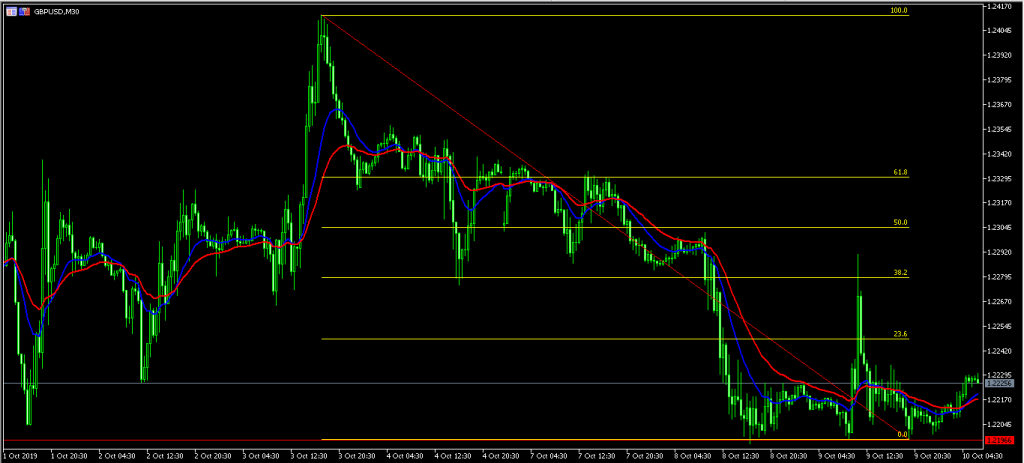 GBPUSD,M30
100.0
61.8
50.0
38.2
23.6
0.0
1.24170
1.24045
1.23920
1.23795
1.23670
1.23545
1.23420
1.23295
1.23170
1.23045
1.22920
1.22795
1.22670
1.22545
1.22420
1.22295
1.22256
1.22170
1.22045
1.21966
1 Oct 2019
1 Oct 20:30
2 Oct 04:30
2 Oct 12:30
2 Oct 20:30
3 Oct 04:30
3 Oct 12:30
3 Oct 20:30
4 Oct 04:30
4 Oct 12:30
4 Oct 20:30
7 Oct 04:30
7 Oct 12:30
7 Oct 20:30
8 Oct 04:30
8 Oct 12:30
8 Oct 20:30
9 Oct 04:30
9 Oct 12:30
9 Oct 20:30
10 Oct 04:30